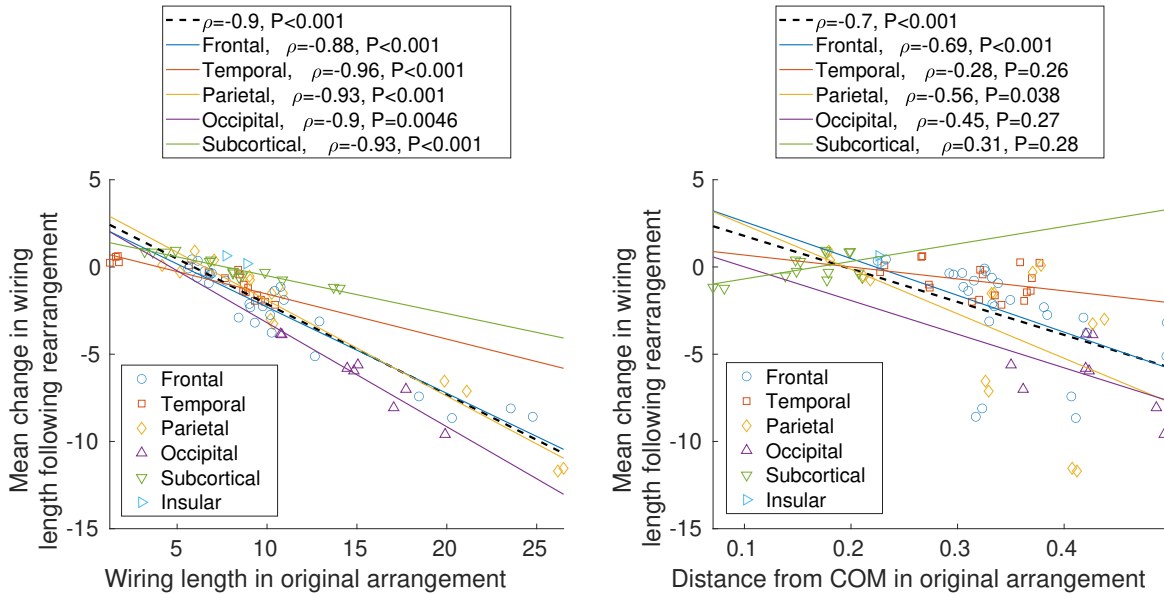 ρ=-0.9, P<0.001
Frontal, ρ=-0.88, P<0.001
Temporal, ρ=-0.96, P<0.001
Parietal, ρ=-0.93, P<0.001
Occipital, ρ=-0.9, P=0.0046
Subcortical, ρ=-0.93, P<0.001
5
0
-5
-10
-15
Mean change in wiring
length following rearrangement
Frontal
Temporal
Parietal
Occipital
Subcortical
Insular
5 10 15 20 25
Wiring length in original arrangement
ρ=-0.7, P<0.001
Frontal, ρ=-0.69, P<0.001
Temporal, ρ=-0.28, P=0.26
Parietal, ρ=-0.56, P=0.038
Occipital, ρ=-0.45, P=0.27
Subcortical, ρ=0.31, P=0.28
5
0
-5
-10
-15
Mean change in wiring
length following rearrangement
Frontal
Temporal
Parietal
Occipital
Subcortical
Insular
0.1 0.2 0.3 0.4
Distance from COM in original arrangement